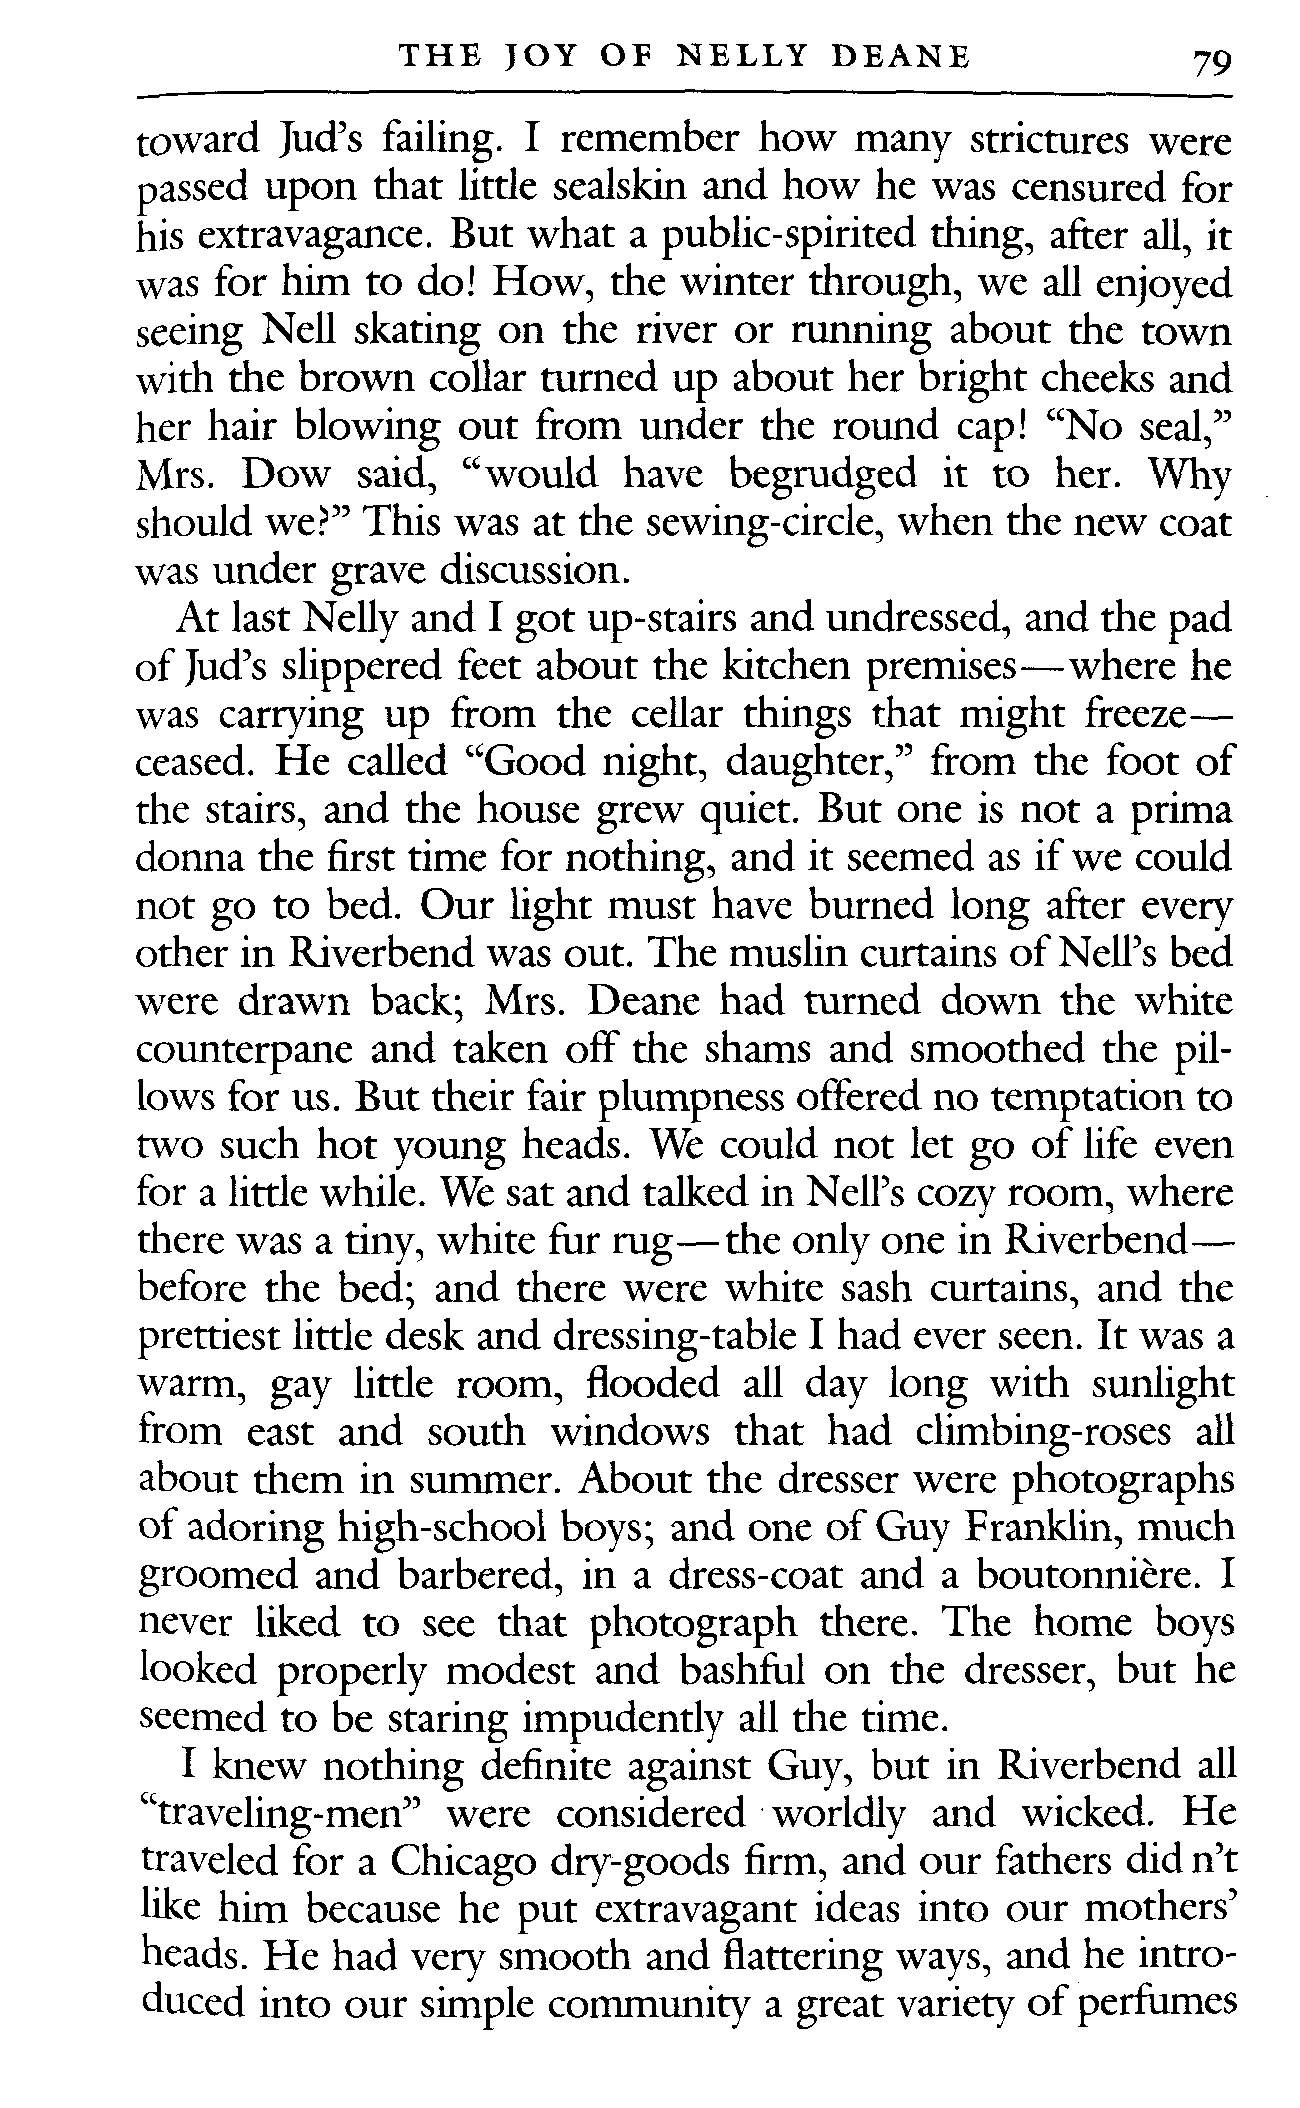 THE JOY OF NELLY DEANE 79
toward Jud's failing. I remember how many strictures were
passed upon that little sealskin and how he was censured for
his extravagance. But what a public-spirited thing, after all, it
was for him to do! How, the winter through, we all enjoyed
seeing Nell skating on the river or running about the town
with the brown collar turned up about her bright cheeks and
her hair blowing out from under the round cap! “No seal,”
Mrs. Dow said, “would have begrudged it to her. Why
should we?” This was at the sewing-circle, when the new coat
was under grave discussion.
At last Nelly and I got up-stairs and undressed, and the pad
of Jud's slippered feet about the kitchen premises—where he
was carrying up from the cellar things that might freeze—
ceased. He called “Good night, daughter,” from the foot of
the stairs, and the house grew quiet. But one is not a prima
donna the first time for nothing, and it seemed as if we could
not go to bed. Our light must have burned long after every
other in Riverbend was out. The muslin curtains of Nell's bed
were drawn back; Mrs. Deane had turned down the white
counterpane and taken off the shams and smoothed the pil-
lows for us. But their fair plumpness offered no temptation to
two such hot young heads. We could not let go of life even
for a little while. We sat and talked in Nell's cozy room, where
there was a tiny, white fur rug—the only one in Riverbend—
before the bed; and there were white sash curtains, and the
prettiest little desk and dressing-table I had ever seen. It was a
warm, gay little room, flooded all day long with sunlight
from east and south windows that had climbing-roses all
about them in summer. About the dresser were photographs
of adoring high-school boys; and one of Guy Franklin, much
groomed and barbered, in a dress-coat and a boutonnière. I
never liked to see that photograph there. The home boys
looked properly modest and bashful on the dresser, but he
seemed to be staring impudently all the time.
I knew nothing definite against Guy, but in Riverbend all
“traveling-men” were considered worldly and wicked. He
traveled for a Chicago dry-goods firm, and our fathers did n't
like him because he put extravagant ideas into our mothers'
heads. He had very smooth and flattering ways, and he intro-
duced into our simple community a great variety of perfumes